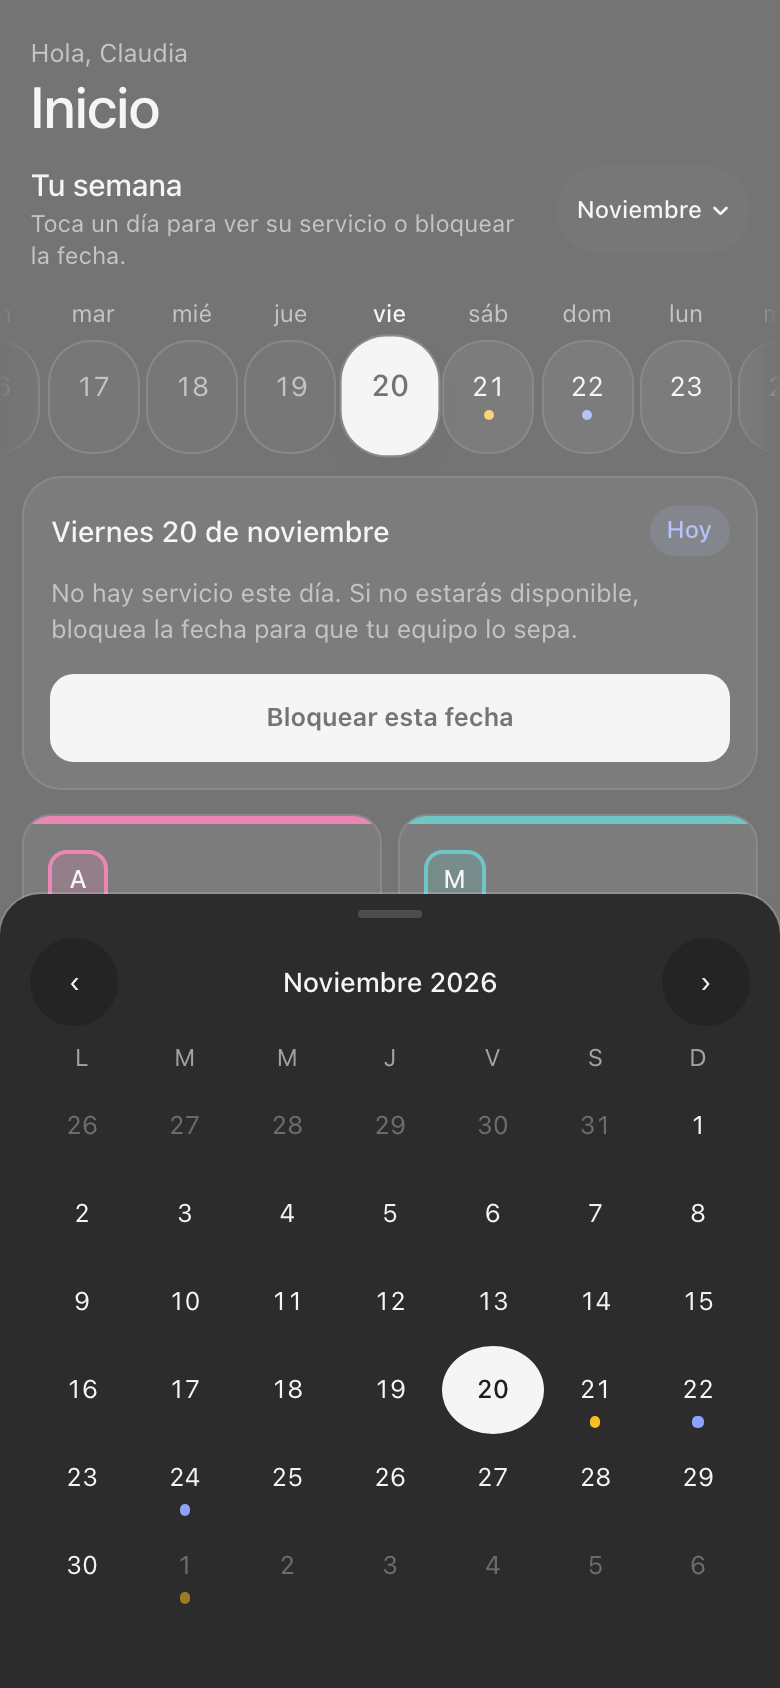 Hola, Claudia
Inicio
Tu semana
Toca un día para ver su servicio o bloquear
la fecha.
Noviembre
mar mié jue vie sáb dom lun
17 18 19 20 21 22 23
Viernes 20 de noviembre
Hoy
No hay servicio este día. Si no estarás disponible,
bloquea la fecha para que tu equipo lo sepa.
Bloquear esta fecha
A M
‹ Noviembre 2026 ›
L M M J V S D
26 27 28 29 30 31 1
2 3 4 5 6 7 8
9 10 11 12 13 14 15
16 17 18 19 20 21 22
23 24 25 26 27 28 29
30 1 2 3 4 5 6